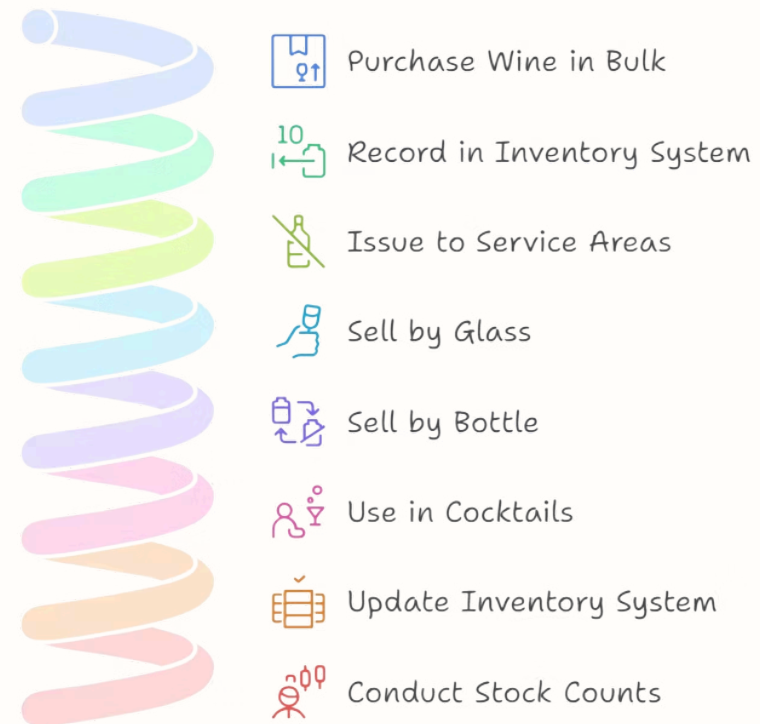 Purchase Wine in Bulk
10
Record in Inventory System
Issue to Service Areas
Sell by Glass
Sell by Bottle
Use in Cocktails
Update Inventory System
Conduct Stock Counts